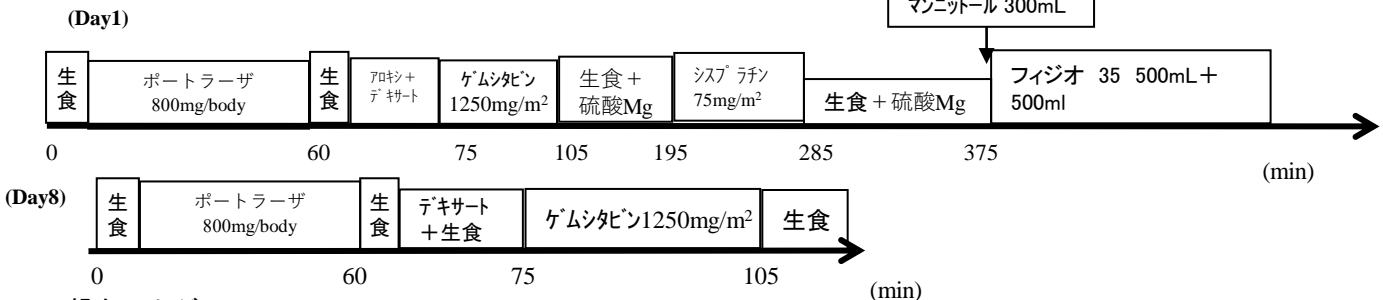 マンニットール 300mL
(Day1)
生食
ポートラーザ
800mg/body
生食
アロキシ+
デキサート
ゲムシタビン
1250mg/m²
生食+
硫酸Mg
シスプラチン
75mg/m²
生食+硫酸Mg
フィジオ 35 500mL+
500ml
0 60 75 105 195 285 375
(min)
(Day8)
生食
ポートラーザ
800mg/body
生食
デキサート
+生食
ゲムシタビン1250mg/m²
生食
0 60 75 105
(min)